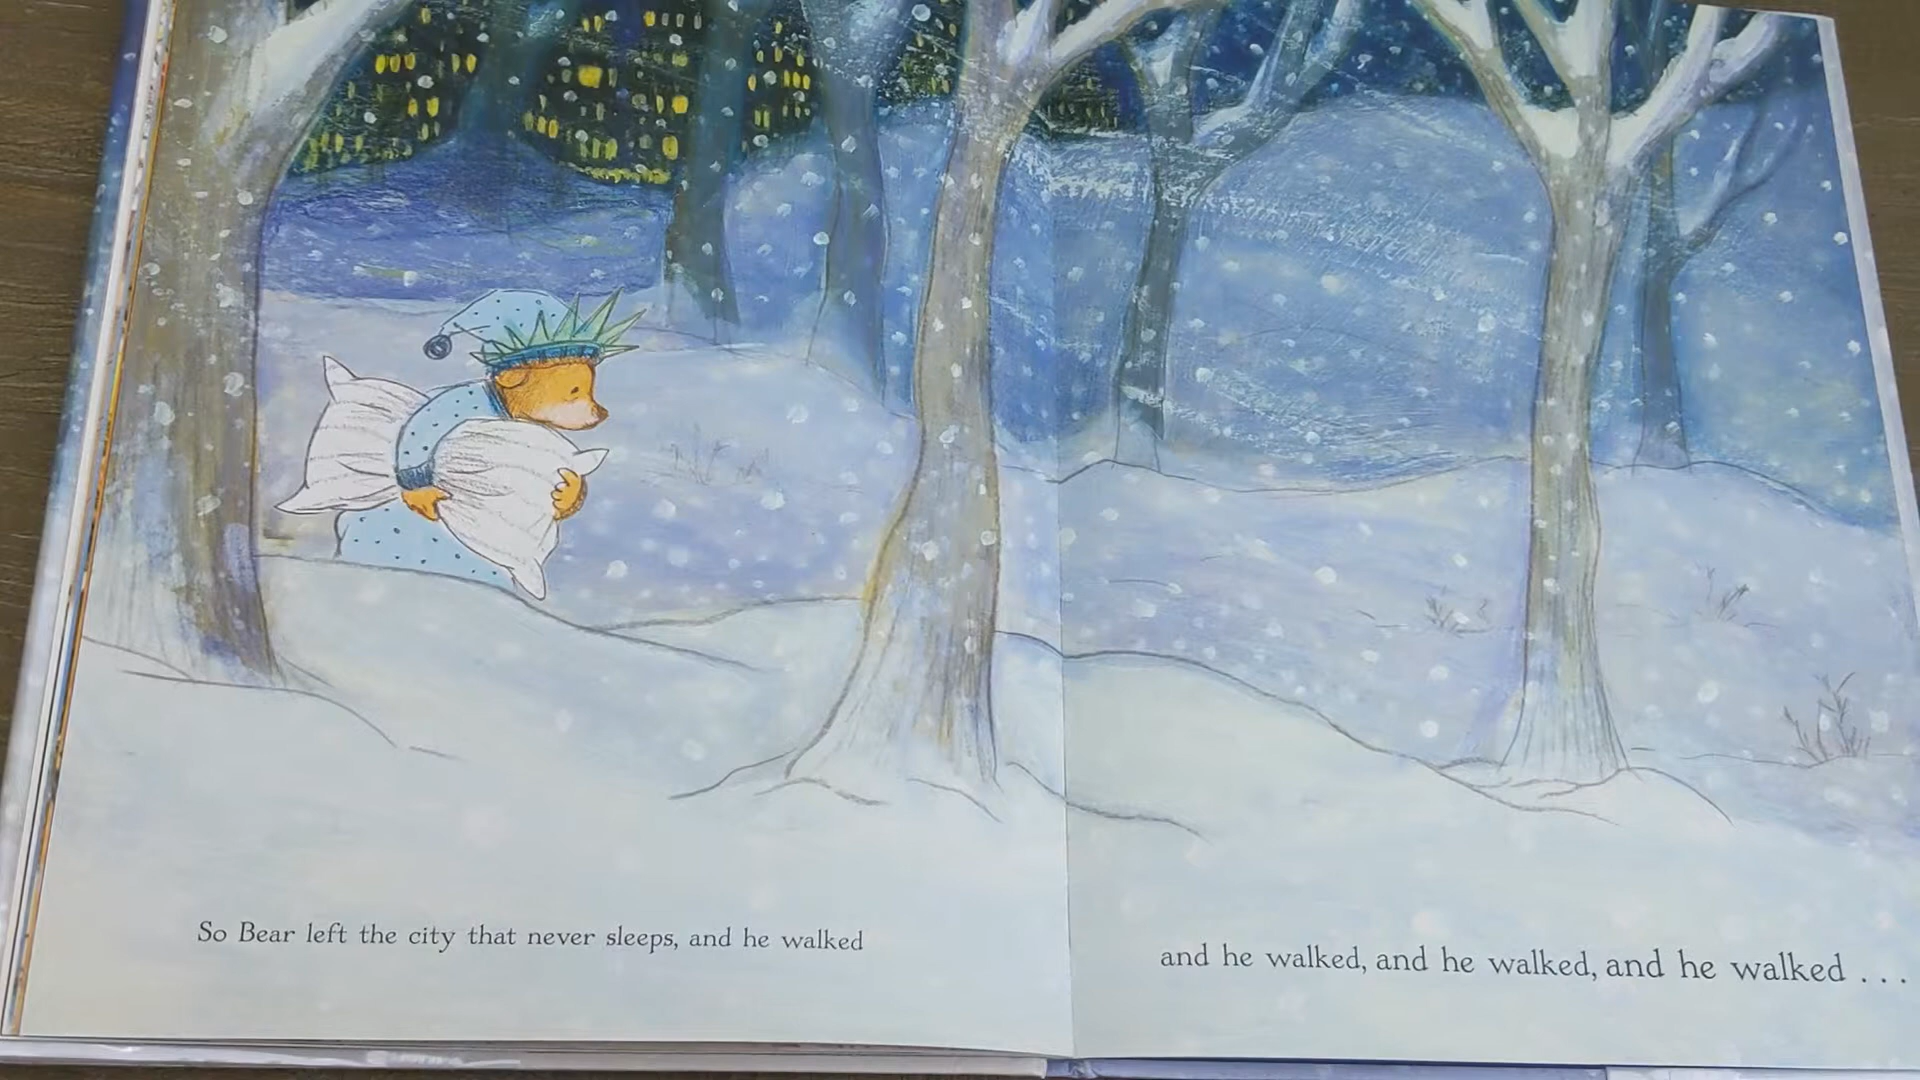 So Bear left the city that never sleeps, and he walked
and he walked, and he walked, and he walked . . .